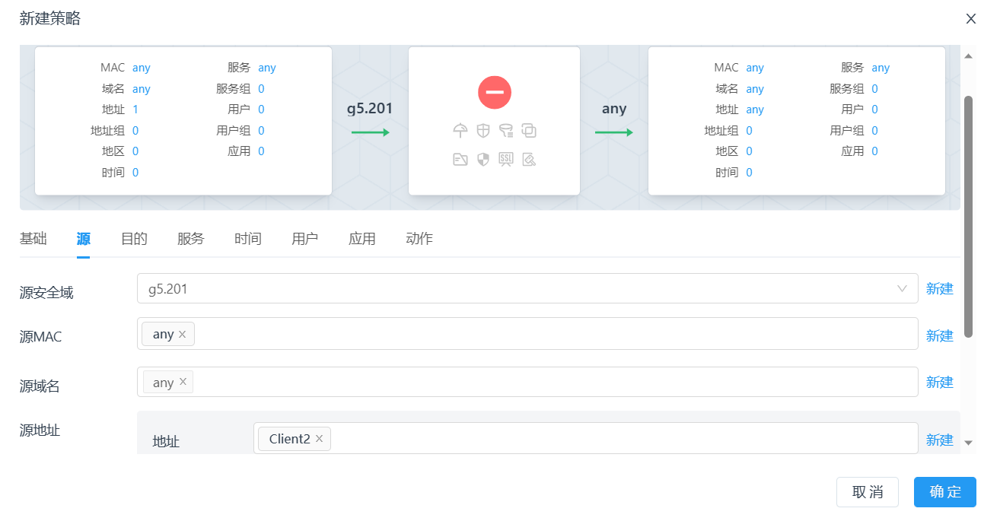 新建策略
MAC any 服务 any
域名 any 服务组 0
地址 1 用户 0
地址组 0 用户组 0
地区 0 应用 0
时间 0
g5.201
SSL
any
MAC any 服务 any
域名 any 服务组 0
地址 any 用户 0
地址组 0 用户组 0
地区 0 应用 0
时间 0
基础 源 目的 服务 时间 用户 应用 动作
源安全域 g5.201 新建
源MAC any 新建
源域名 any 新建
源地址 地址 Client2 新建
取 消 确 定